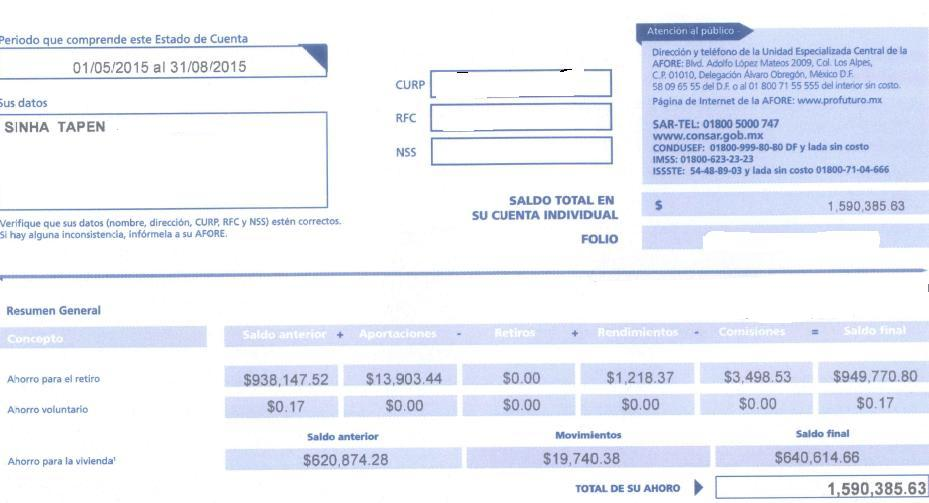 Periodo que comprende este Estado de Cuenta
01/05/2015 al 31/08/2015
Sus datos
SINHA TAPEN
Verifique que sus datos (nombre, dirección, CURP, RFC y NSS) estén correctos.
Si hay alguna inconsistencia, infórmela a su AFORE.
CURP
RFC
NSS
SALDO TOTAL EN
SU CUENTA INDIVIDUAL
FOLIO
Atención al público
Dirección y teléfono de la Unidad Especializada Central de la
AFORE: Blvd. Adolfo López Mateos 2009, Col. Los Alpes,
C.P. 01010, Delegación Álvaro Obregón, México D.F.
58 09 65 55 del D.F. o al 01 800 71 55 555 del interior sin costo.
Página de Internet de la AFORE: www.profuturo.mx
SAR-TEL: 01800 5000 747
www.consar.gob.mx
CONDUSEF: 01800-999-80-80 DF y lada sin costo
IMSS: 01800-623-23-23
ISSSTE: 54-48-89-03 y lada sin costo 01800-71-04-666
$ 1,590,385 63
Resumen General
Concepto Saldo anterior + Aportaciones - Retiros + Rendimientos - Comisiones = Saldo final
Ahorro para el retiro $938,147.52 $13,903.44 $0.00 $1,218.37 $3,498.53 $949,770.80
Ahorro voluntario $0.17 $0.00 $0.00 $0.00 $0.00 $0.17
Saldo anterior Movimientos Saldo final
Ahorro para la vivienda¹ $620,874.28 $19,740.38 $640,614.66
TOTAL DE SU AHORRO 1,590,385.63